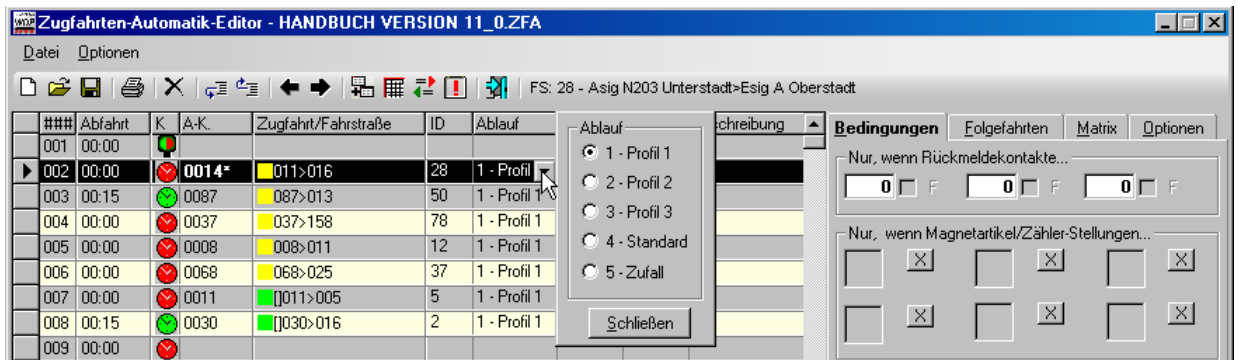 Zugfahrten-Automatik-Editor - HANDBUCH VERSION 11_0.ZFA
Datei Optionen
FS: 28 - Asig N203 Unterstadt>Esig A Oberstadt
### Abfahrt K A-K. Zugfahrt/Fahrstraße ID Ablauf chreibung
001 00:00
002 00:00 0014* 011>016 28 1 - Profil
003 00:15 0087 087>013 50 1 - Profil 1
004 00:00 0037 037>158 78 1 - Profil 1
005 00:00 0008 008>011 12 1 - Profil 1
006 00:00 0068 068>025 37 1 - Profil 1
007 00:00 0011 []011>005 5 1 - Profil 1
008 00:15 0030 []030>016 2 1 - Profil 1
009 00:00
Ablauf
1 - Profil 1
2 - Profil 2
3 - Profil 3
4 - Standard
5 - Zufall
Schließen
Bedingungen Folgefahrten Matrix Optionen
Nur, wenn Rückmeldekontakte...
0 F 0 F 0 F
Nur, wenn Magnetartikel/Zähler-Stellungen...
X X X
X X X